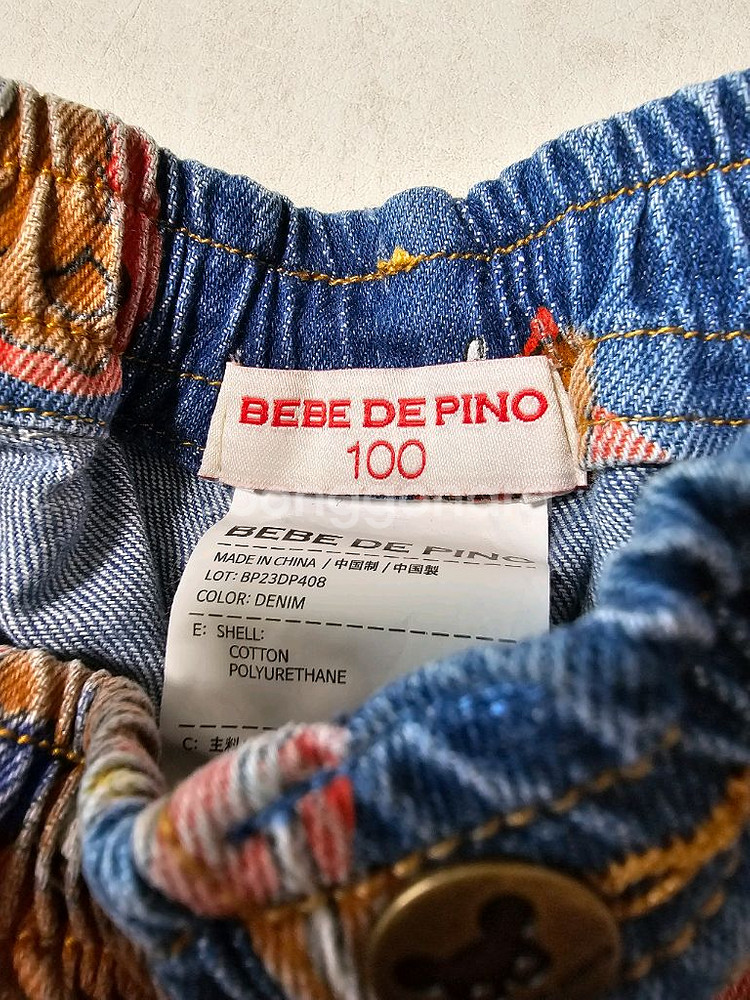 BEBE DE PINO
100
BEBE DE PINO
MADE IN CHINA / 中国制 / 中国製
LOT: BP23DP408
COLOR: DENIM
E: SHELL:
COTTON
POLYURETHANE
C: 主料